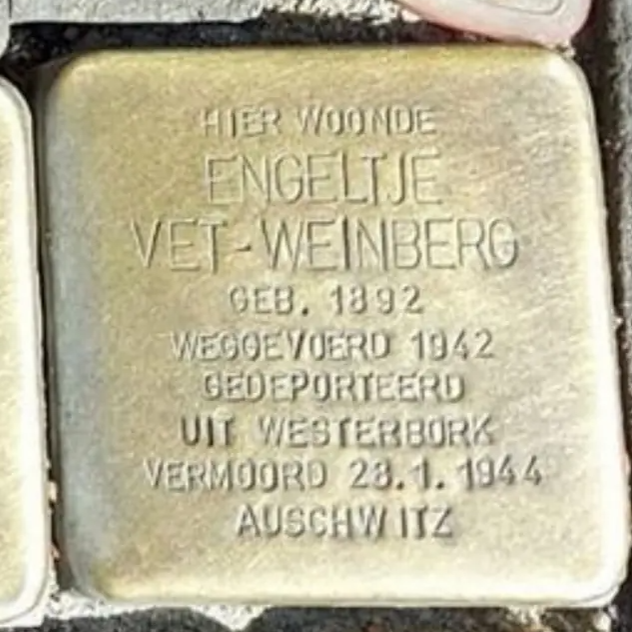 HIER WOONDE
ENGELTJE
VET-WEINBERG
GEB. 1892
WEGGEVOERD 1942
GEDEPORTEERD
UIT WESTERBORK
VERMOORD 28.1.1944
AUSCHWITZ